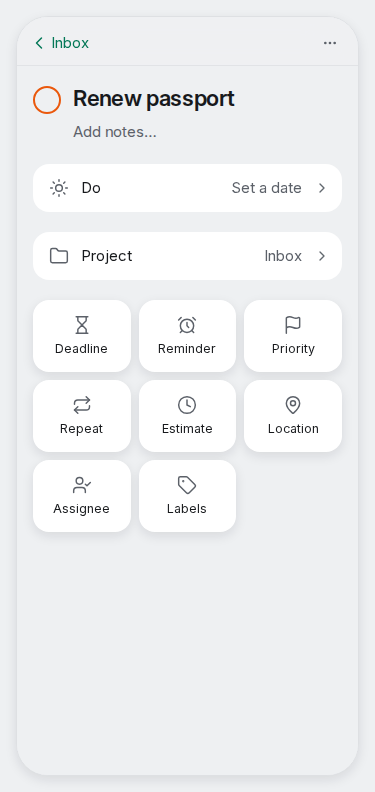 Inbox
Renew passport
Add notes...
Do Set a date
Project Inbox
Deadline Reminder Priority
Repeat Estimate Location
Assignee Labels